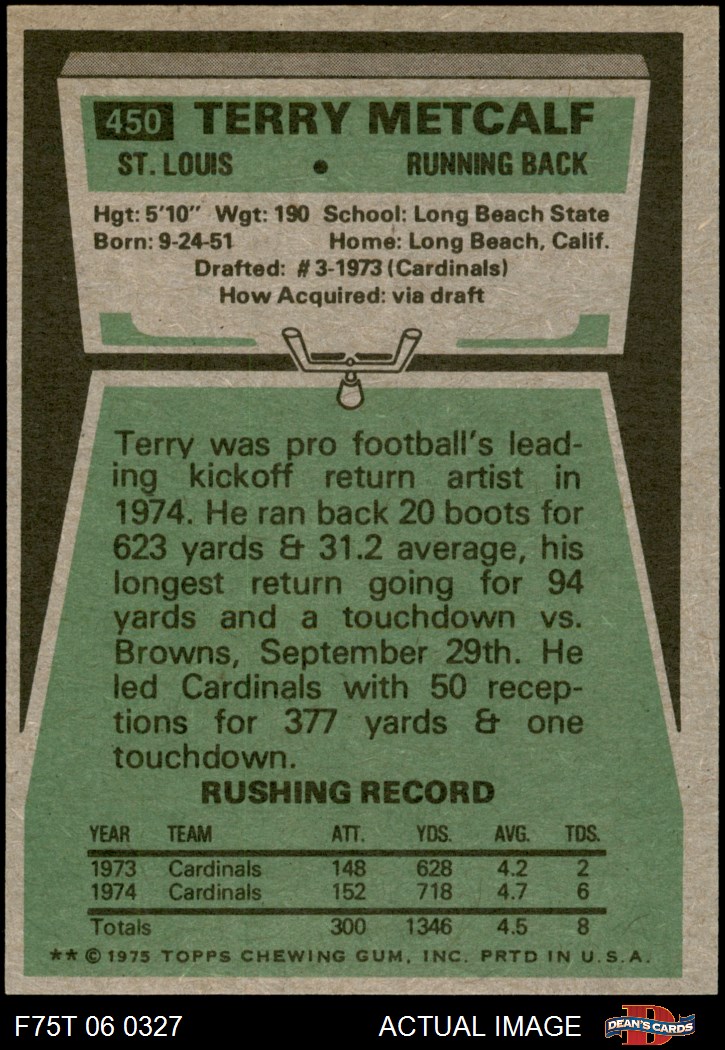 450 TERRY METCALF
ST. LOUIS • RUNNING BACK
Hgt: 5'10" Wgt: 190 School: Long Beach State
Born: 9-24-51 Home: Long Beach, Calif.
Drafted: #3-1973 (Cardinals)
How Acquired: via draft
Terry was pro football's lead-
ing kickoff return artist in
1974. He ran back 20 boots for
623 yards & 31.2 average, his
longest return going for 94
yards and a touchdown vs.
Browns, September 29th. He
led Cardinals with 50 recep-
tions for 377 yards & one
touchdown.
RUSHING RECORD
YEAR TEAM ATT. YDS. AVG. TDS.
1973 Cardinals 148 628 4.2 2
1974 Cardinals 152 718 4.7 6
Totals 300 1346 4.5 8
** © 1975 TOPPS CHEWING GUM, INC. PRTD IN U.S.A.
F75T 06 0327 ACTUAL IMAGE D DEAN'S CARDS